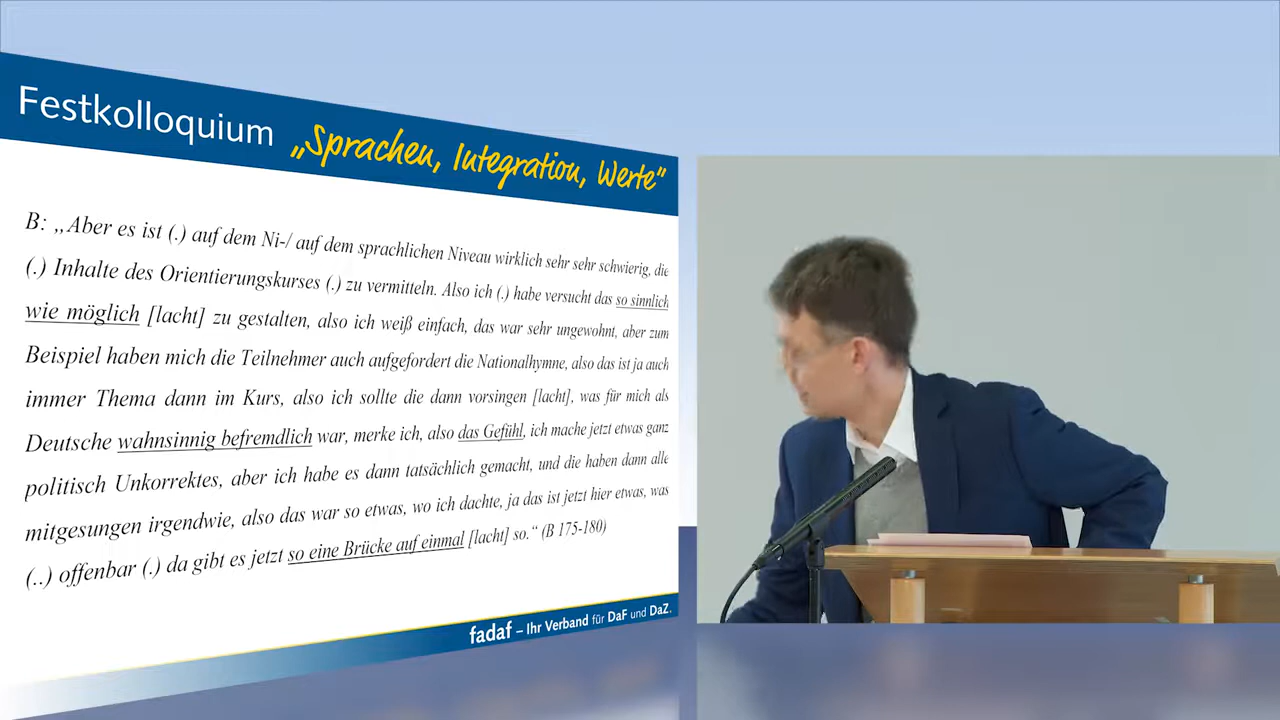 Festkolloquium „Sprachen, Integration, Werte“
B: „Aber es ist (.) auf dem Ni-/ auf dem sprachlichen Niveau wirklich sehr sehr schwierig, die
(.) Inhalte des Orientierungskurses (.) zu vermitteln. Also ich (.) habe versucht das so sinnlich
wie möglich [lacht] zu gestalten, also ich weiß einfach, das war sehr ungewohnt, aber zum
Beispiel haben mich die Teilnehmer auch aufgefordert die Nationalhymne, also das ist ja auch
immer Thema dann im Kurs, also ich sollte die dann vorsingen [lacht], was für mich als
Deutsche wahnsinnig befremdlich war, merke ich, also das Gefühl, ich mache jetzt etwas ganz
politisch Unkorrektes, aber ich habe es dann tatsächlich gemacht, und die haben dann alle
mitgesungen irgendwie, also das war so etwas, wo ich dachte, ja das ist jetzt hier etwas, was
(..) offenbar (.) da gibt es jetzt so eine Brücke auf einmal [lacht] so.“ (B 175-180)
fadaf – Ihr Verband für DaF und DaZ.